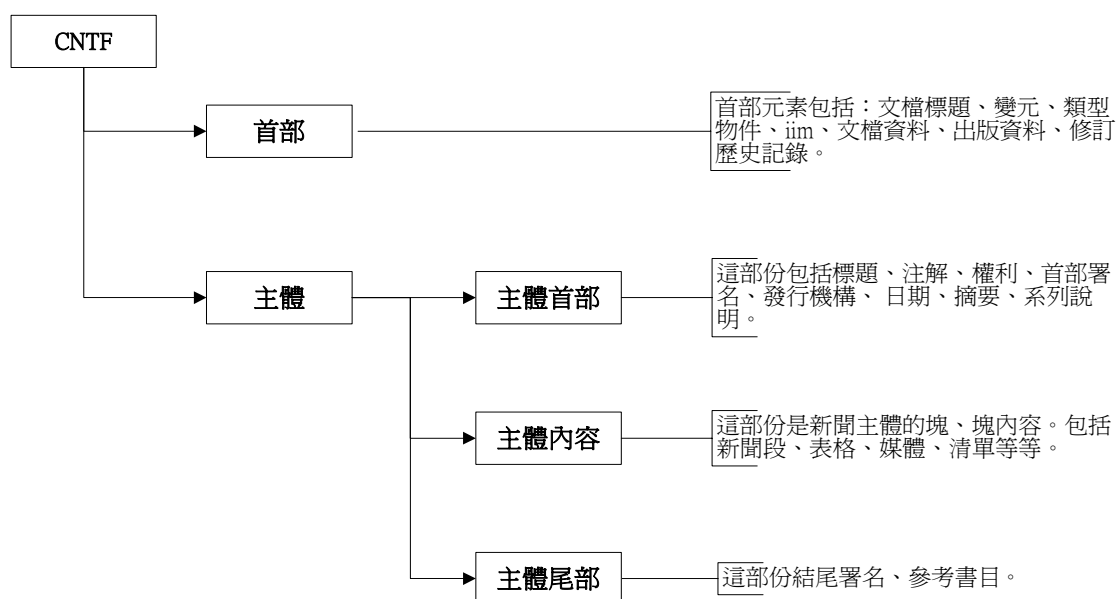 CNTF
首部
首部元素包括：文檔標題、變元、類型
物件、iim、文檔資料、出版資料、修訂
歷史記錄。
主體
主體首部
這部份包括標題、注解、權利、首部署
名、發行機構、 日期、摘要、系列說
明。
主體內容
這部份是新聞主體的塊、塊內容。包括
新聞段、表格、媒體、清單等等。
主體尾部
這部份結尾署名、參考書目。